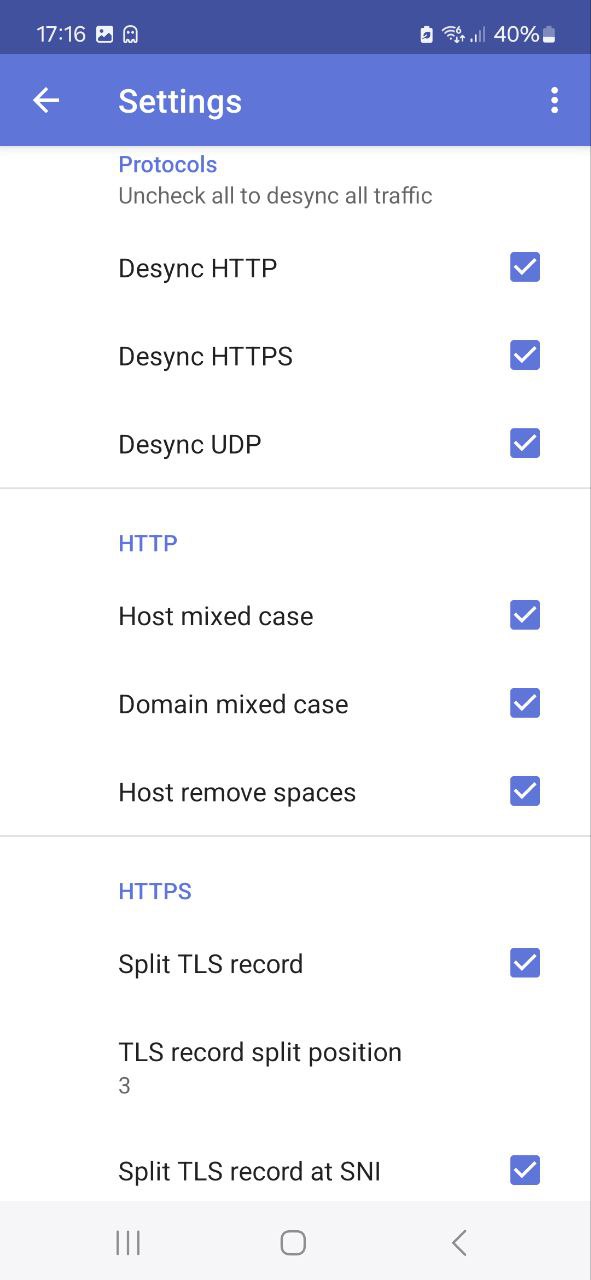 17:16
40%
Settings
Protocols
Uncheck all to desync all traffic
Desync HTTP
Desync HTTPS
Desync UDP
HTTP
Host mixed case
Domain mixed case
Host remove spaces
HTTPS
Split TLS record
TLS record split position
3
Split TLS record at SNI